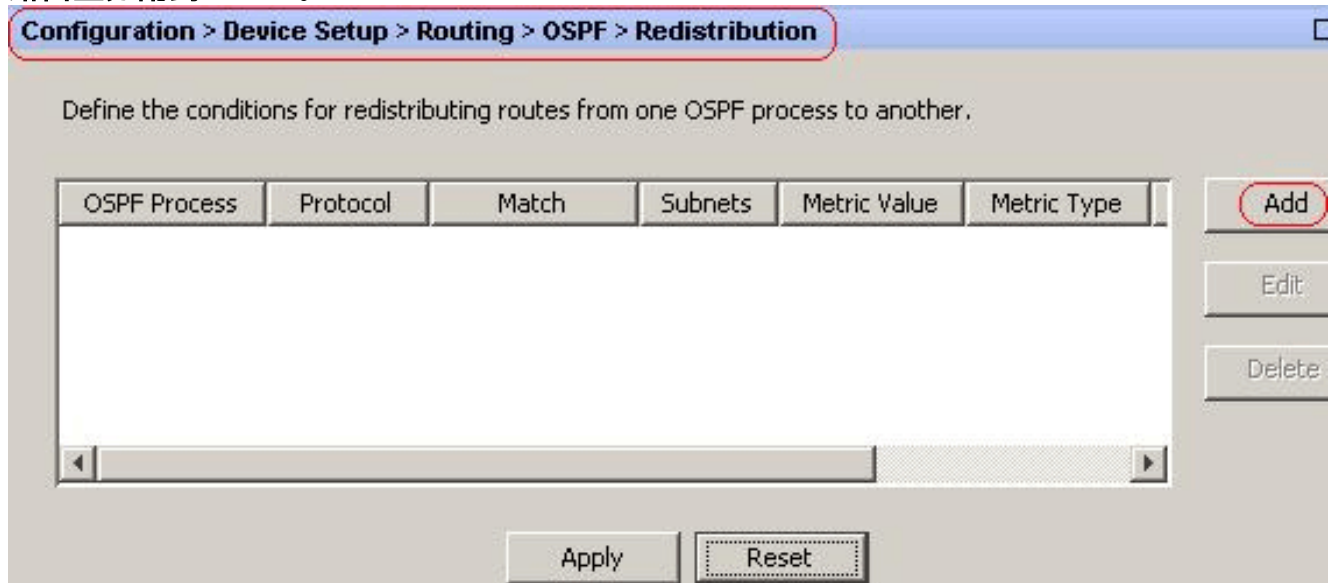 Configuration > Device Setup > Routing > OSPF > Redistribution
Define the conditions for redistributing routes from one OSPF process to another.
OSPF Process Protocol Match Subnets Metric Value Metric Type
Add
Edit
Delete
Apply Reset